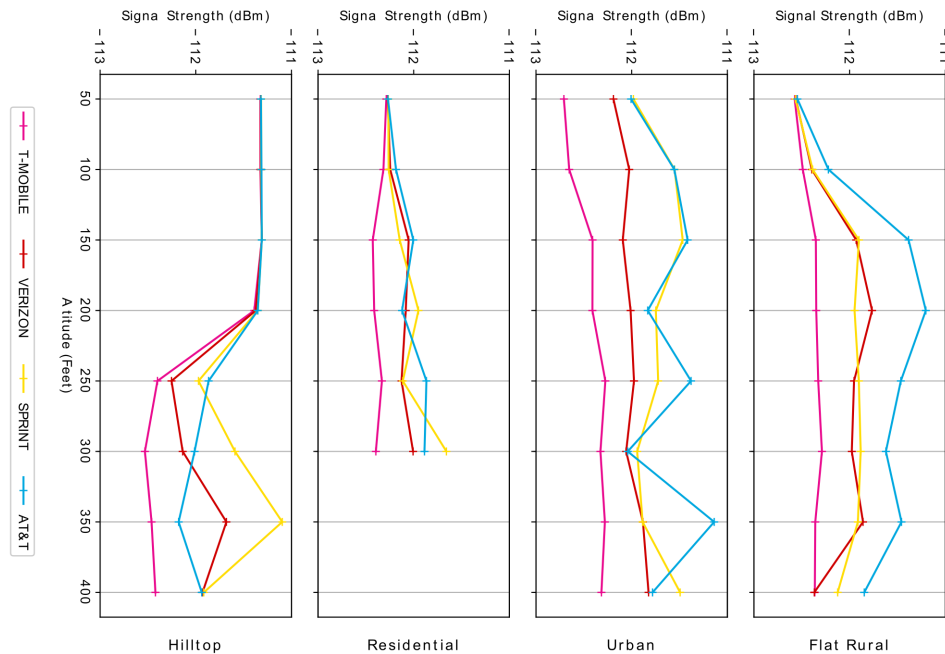 Signa Strength (dBm)
Signa Strength (dBm)
Signa Strength (dBm)
Signal Strength (dBm)
-113
-112
-111
-113
-112
-111
-113
-112
-111
-113
-112
-111
50
100
150
200
250
300
350
400
A titude (Feet)
T-MOBILE
VERIZON
SPRINT
AT&T
Hilltop
Residential
Urban
Flat Rural